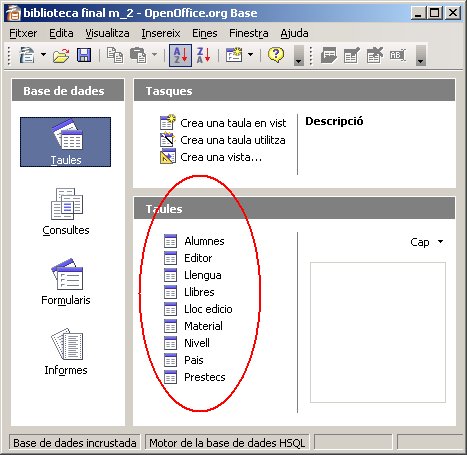 biblioteca final m_2 - OpenOffice.org Base
Fitxer Edita Visualitza Insereix Eines Finestra Ajuda
Base de dades
Taules
Consultes
Formularis
Informes
Tasques
Crea una taula en vist
Crea una taula utilitza
Crea una vista...
Descripció
Taules
Alumnes
Editor
Llengua
Llibres
Lloc edicio
Material
Nivell
Pais
Prestecs
Cap
Base de dades incrustada
Motor de la base de dades HSQL